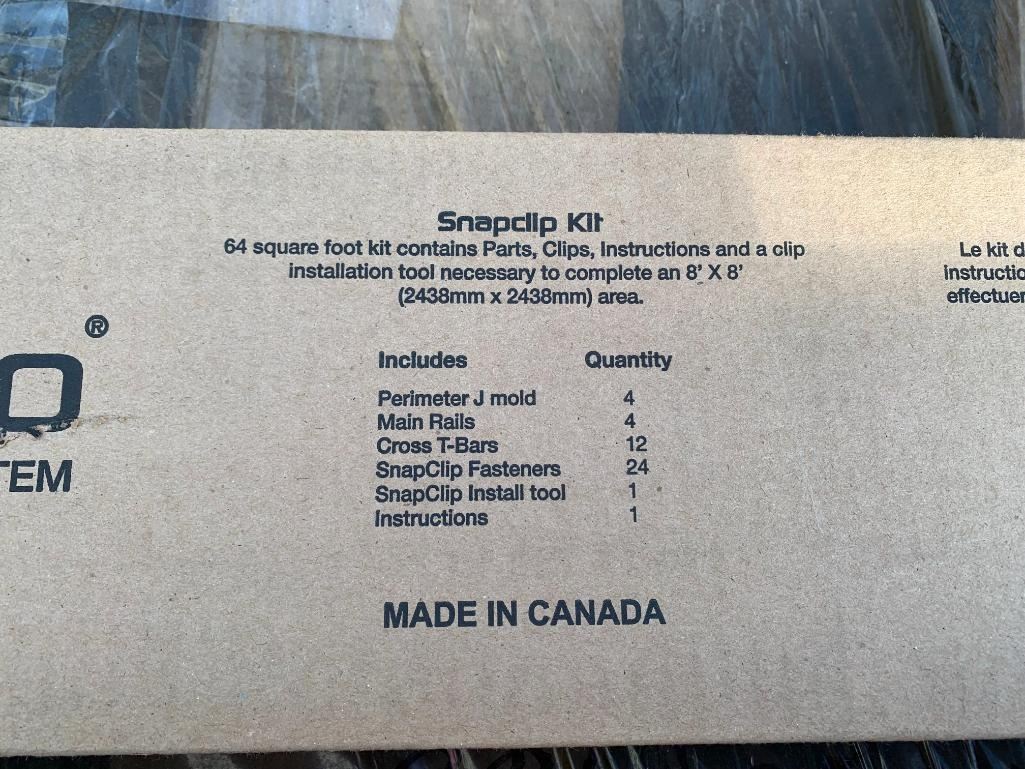 Snapclip Kit
64 square foot kit contains Parts, Clips, Instructions and a clip
installation tool necessary to complete an 8' X 8'
(2438mm x 2438mm) area.
Le kit d
instructio
effectuer
®
O
TEM
Includes Quantity
Perimeter J mold 4
Main Rails 4
Cross T-Bars 12
SnapClip Fasteners 24
SnapClip Install tool 1
Instructions 1
MADE IN CANADA